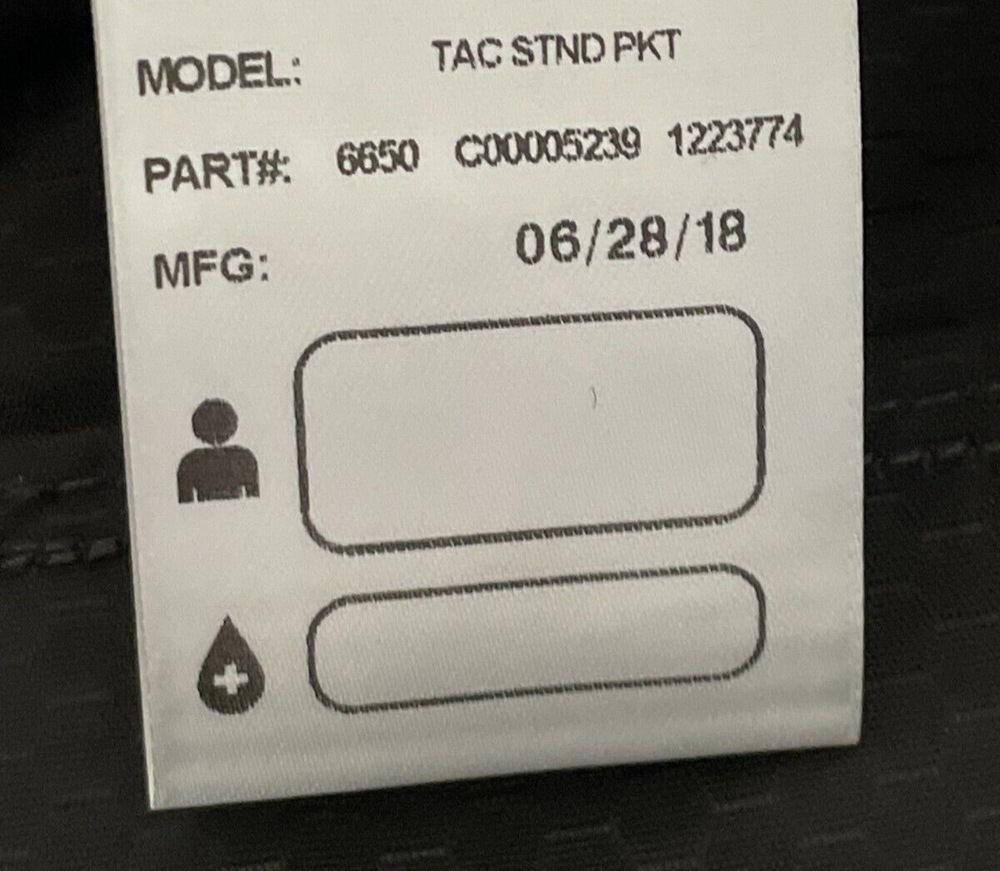 MODEL: TAC STND PKT
PART#: 6650 C00005239 1223774
MFG: 06/28/18